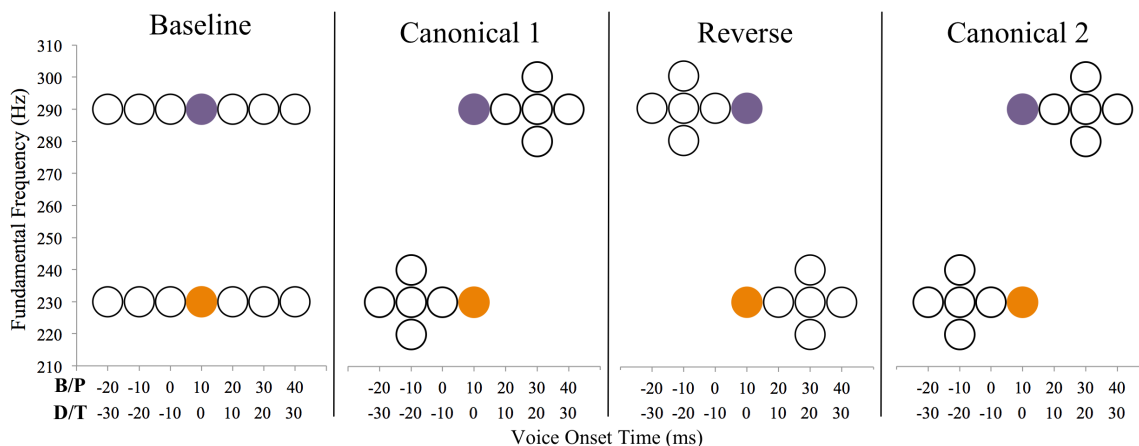 Baseline
Canonical 1
Reverse
Canonical 2
Fundamental Frequency (Hz)
310
300
290
280
270
260
250
240
230
220
210
B/P -20 -10 0 10 20 30 40 -20 -10 0 10 20 30 40 -20 -10 0 10 20 30 40 -20 -10 0 10 20 30 40
D/T -30 -20 -10 0 10 20 30 -30 -20 -10 0 10 20 30 -30 -20 -10 0 10 20 30 -30 -20 -10 0 10 20 30
Voice Onset Time (ms)